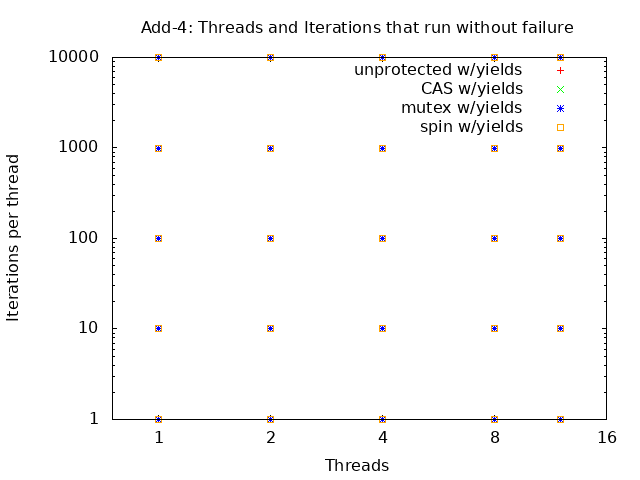 Add-4: Threads and Iterations that run without failure
10000
unprotected w/yields
CAS w/yields
mutex w/yields
spin w/yields
1000
Iterations per thread
100
10
1
1 2 4 8 16
Threads